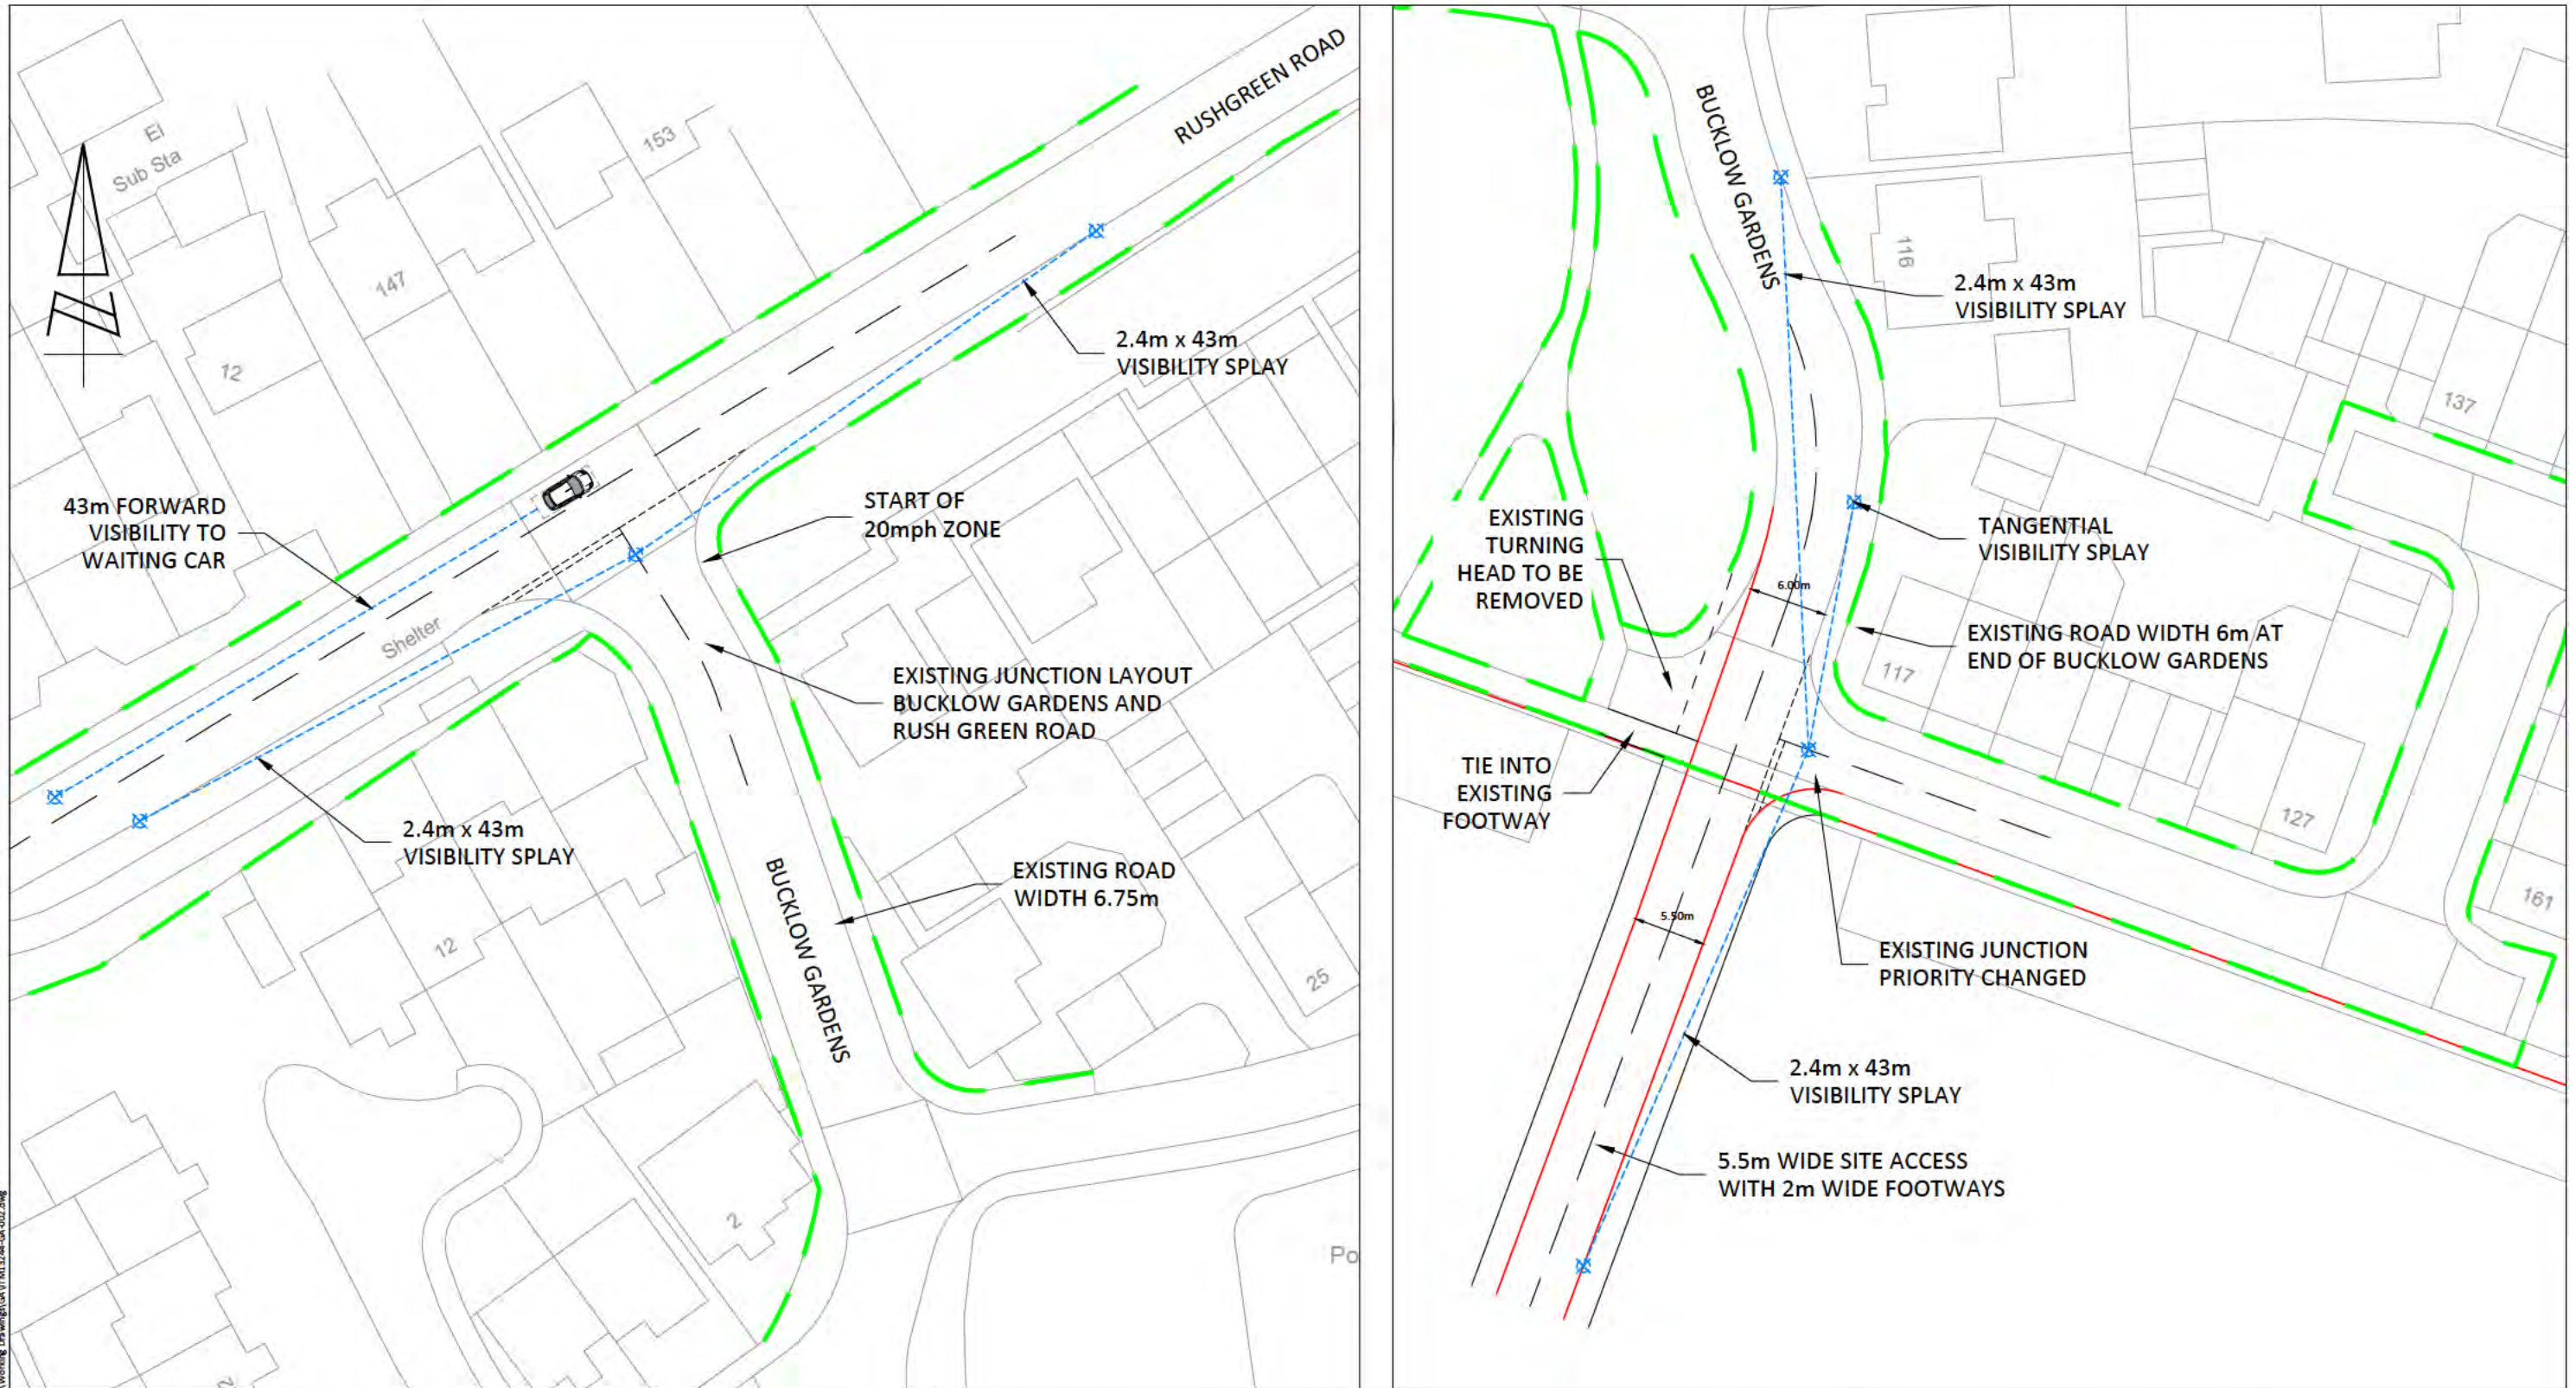 RUSHGREEN ROAD
El
Sub Sta
153
147
12
N
2.4m x 43m
VISIBILITY SPLAY
43m FORWARD
VISIBILITY TO
WAITING CAR
START OF
20mph ZONE
Shelter
EXISTING JUNCTION LAYOUT
BUCKLOW GARDENS AND
RUSH GREEN ROAD
2.4m x 43m
VISIBILITY SPLAY
EXISTING ROAD
WIDTH 6.75m
BUCKLOW GARDENS
12
25
2
Po
BUCKLOW GARDENS
116
2.4m x 43m
VISIBILITY SPLAY
137
EXISTING
TURNING
HEAD TO BE
REMOVED
TANGENTIAL
VISIBILITY SPLAY
6.00m
EXISTING ROAD WIDTH 6m AT
END OF BUCKLOW GARDENS
117
TIE INTO
EXISTING
FOOTWAY
127
161
5.50m
EXISTING JUNCTION
PRIORITY CHANGED
2.4m x 43m
VISIBILITY SPLAY
5.5m WIDE SITE ACCESS
WITH 2m WIDE FOOTWAYS